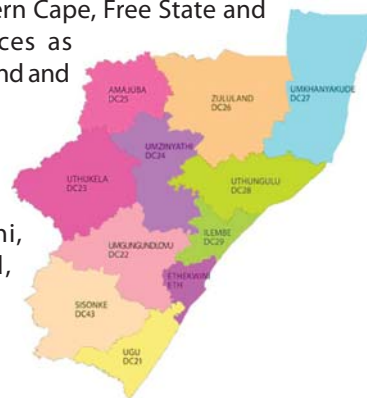 ern Cape, Free State and
ces as
nd and
ni,
l,
AMAJUBA
DC25
ZULULAND
DC26
UMKHANYAKUDE
DC27
UMZINYATHI
DC24
UTHUKELA
DC23
UTHUNGULU
DC28
ILEMBE
DC29
UMGUNGUNDLOVU
DC22
ETHEKWINI
ETH
SISONKE
DC43
UGU
DC21